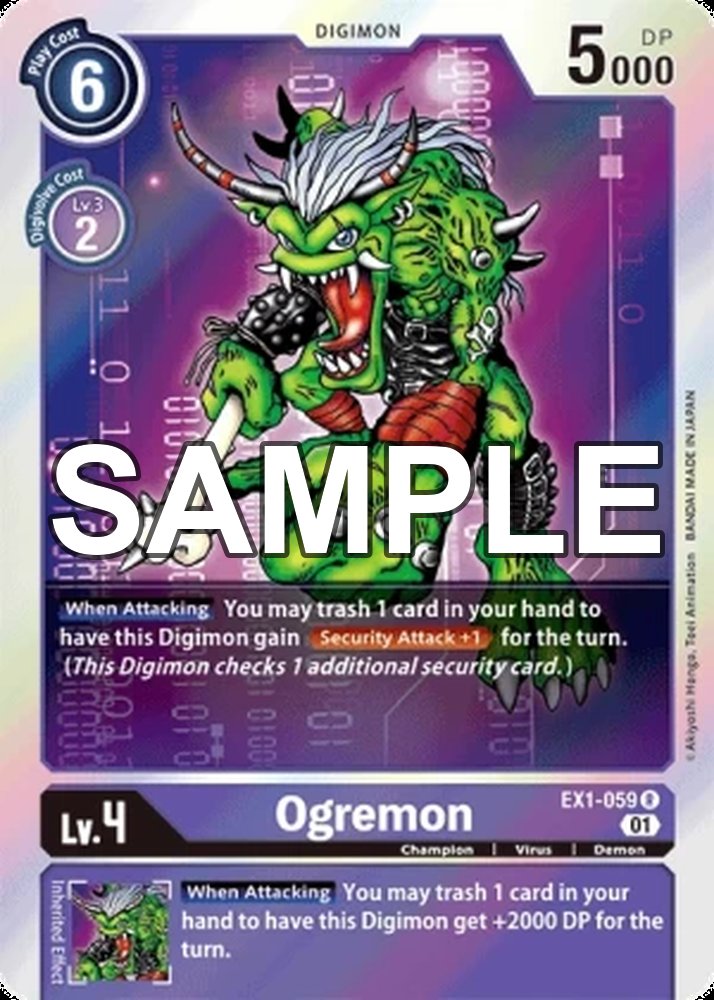 DIGIMON
Play Cost
6
DP
5000
Digivolve Cost
Lv.3
2
SAMPLE
When Attacking You may trash 1 card in your hand to
have this Digimon gain Security Attack +1 for the turn.
(This Digimon checks 1 additional security card.)
© Akiyoshi Hongo, Toei Animation BANDAI MADE IN JAPAN
Lv.4
Ogremon
EX1-059 R
01
Champion | Virus | Demon
Inherited Effect
When Attacking You may trash 1 card in your
hand to have this Digimon get +2000 DP for the
turn.